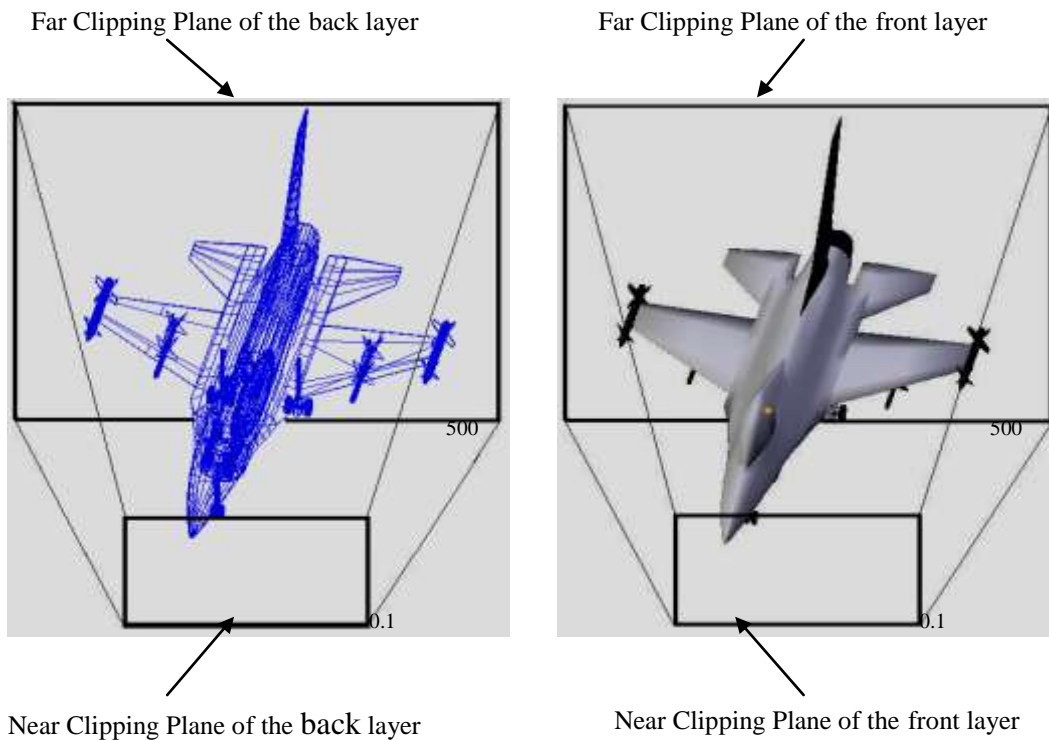 Far Clipping Plane of the back layer
Far Clipping Plane of the front layer
500
500
0.1
0.1
Near Clipping Plane of the back layer
Near Clipping Plane of the front layer